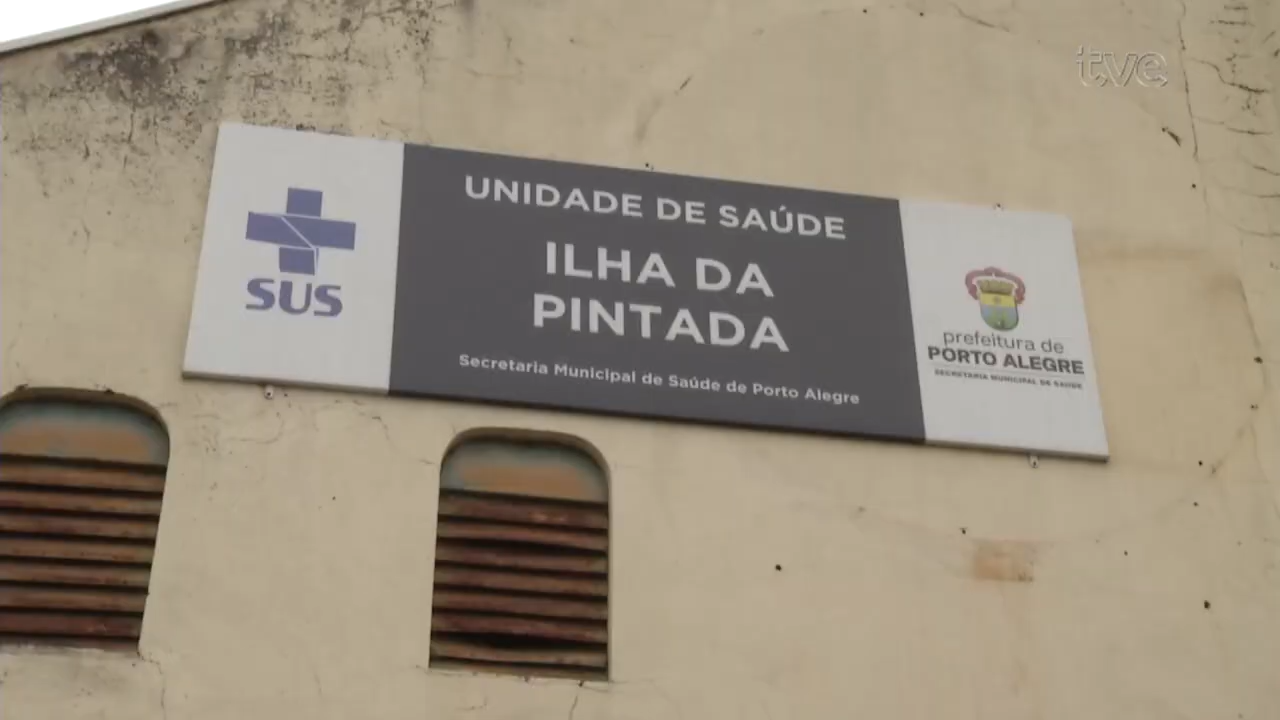 tve
SUS
UNIDADE DE SAÚDE
ILHA DA
PINTADA
Secretaria Municipal de Saúde de Porto Alegre
prefeitura de
PORTO ALEGRE
SECRETARIA MUNICIPAL DE SAÚDE